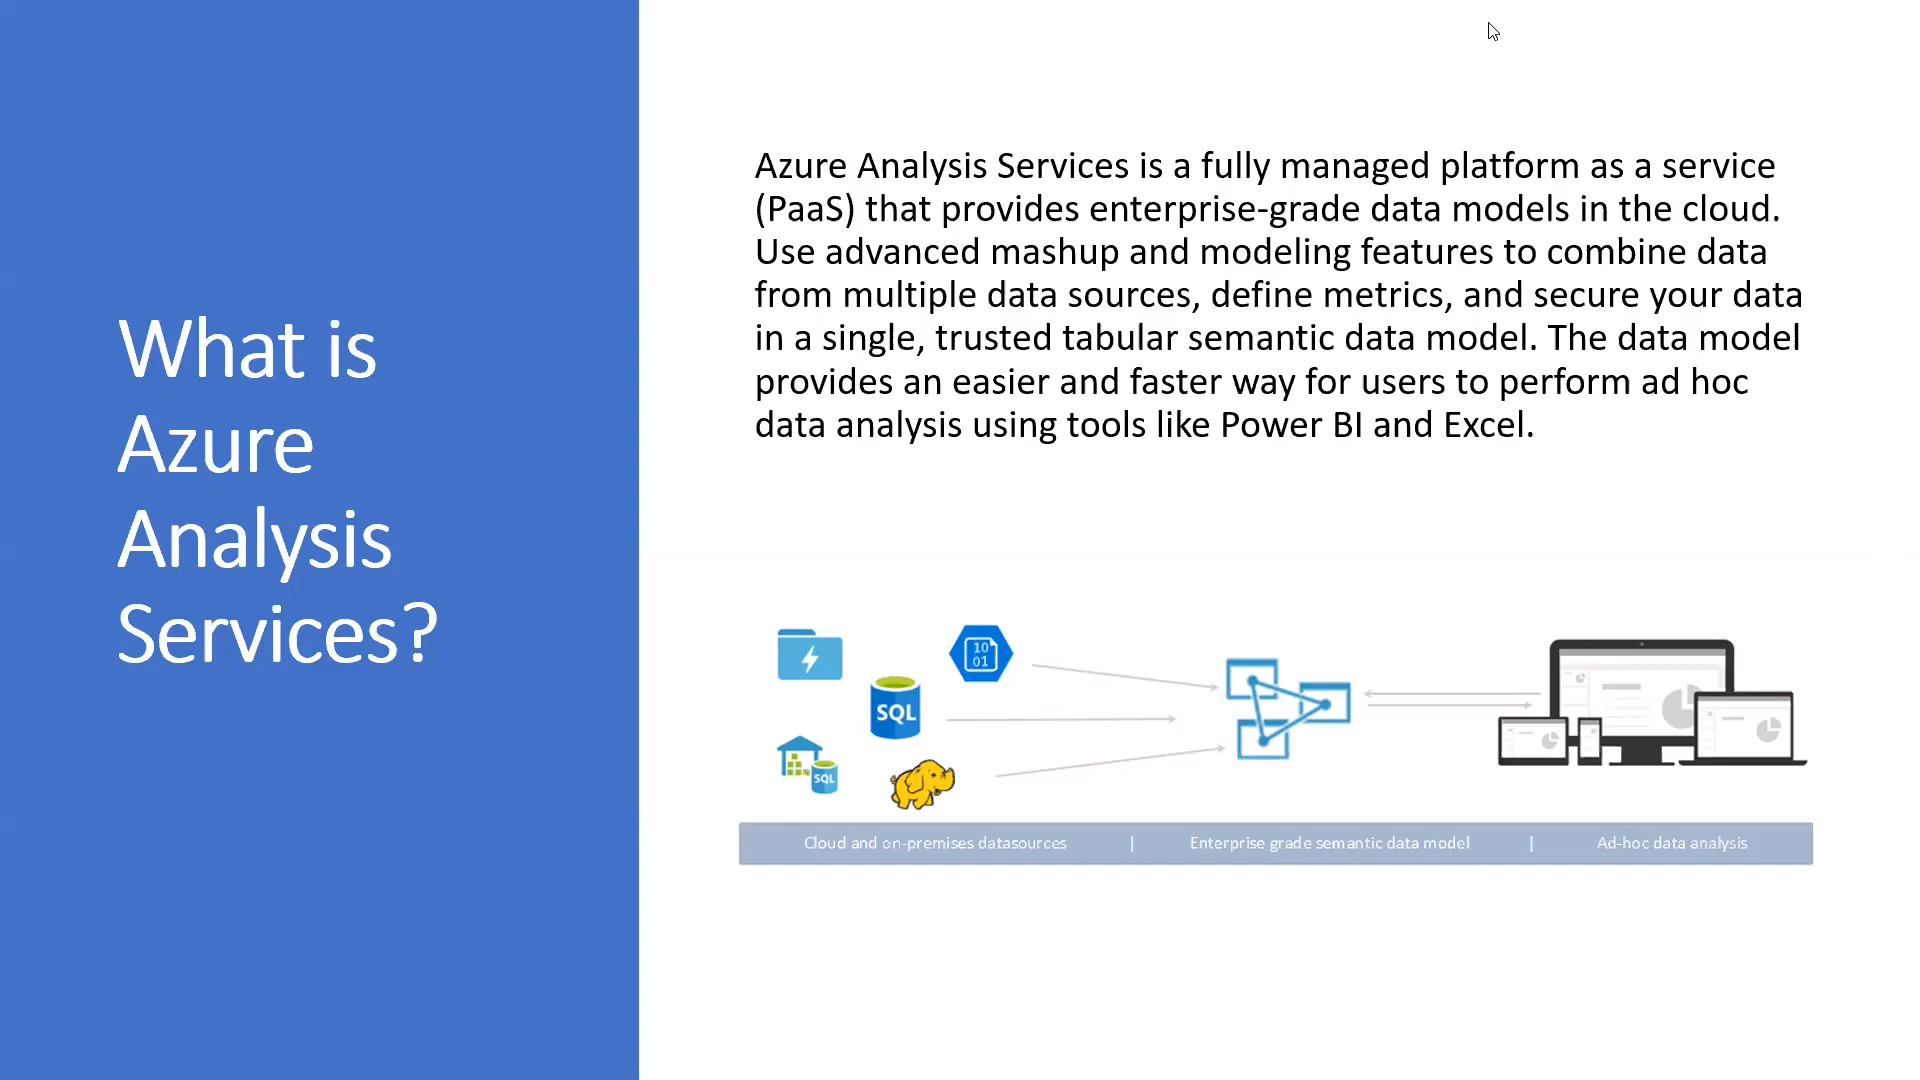 What is
Azure
Analysis
Services?
Azure Analysis Services is a fully managed platform as a service
(PaaS) that provides enterprise-grade data models in the cloud.
Use advanced mashup and modeling features to combine data
from multiple data sources, define metrics, and secure your data
in a single, trusted tabular semantic data model. The data model
provides an easier and faster way for users to perform ad hoc
data analysis using tools like Power BI and Excel.
10
01
SQL
SQL
Cloud and on-premises datasources | Enterprise grade semantic data model | Ad-hoc data analysis